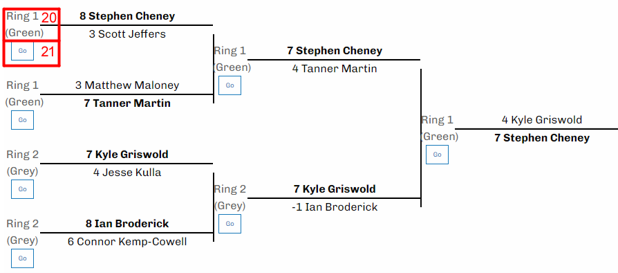 Ring 1 20
(Green)
Go 21
8 Stephen Cheney
3 Scott Jeffers
Ring 1
(Green)
Go
3 Matthew Maloney
7 Tanner Martin
Ring 2
(Grey)
Go
7 Kyle Griswold
4 Jesse Kulla
Ring 2
(Grey)
Go
8 Ian Broderick
6 Connor Kemp-Cowell
Ring 1
(Green)
Go
7 Stephen Cheney
4 Tanner Martin
Ring 2
(Grey)
Go
7 Kyle Griswold
-1 Ian Broderick
Ring 1
(Green)
Go
4 Kyle Griswold
7 Stephen Cheney